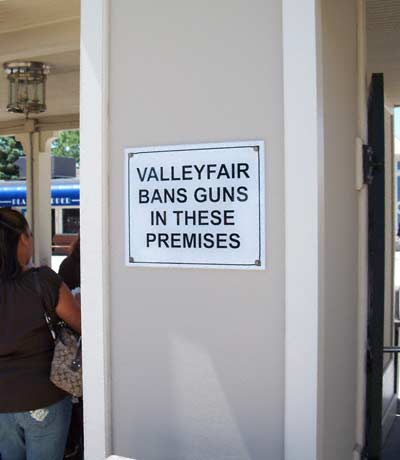 VALLEYFAIR
BANS GUNS
IN THESE
PREMISES